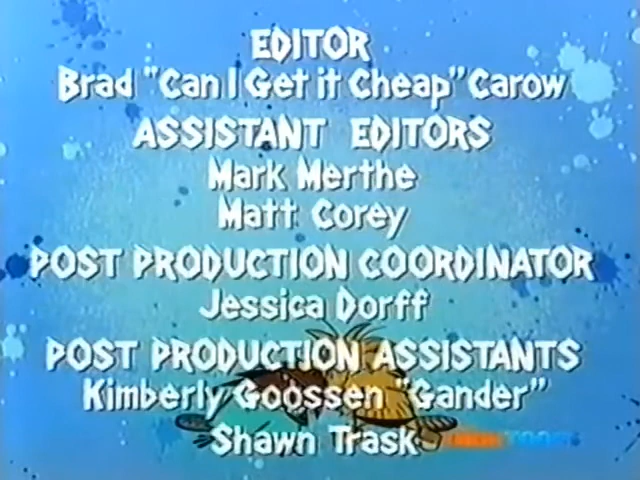 EDITOR
Brad "Can I Get it Cheap" Carow
ASSISTANT EDITORS
Mark Merthe
Matt Corey
POST PRODUCTION COORDINATOR
Jessica Dorff
POST PRODUCTION ASSISTANTS
Kimberly Goossen "Gander"
Shawn Trask